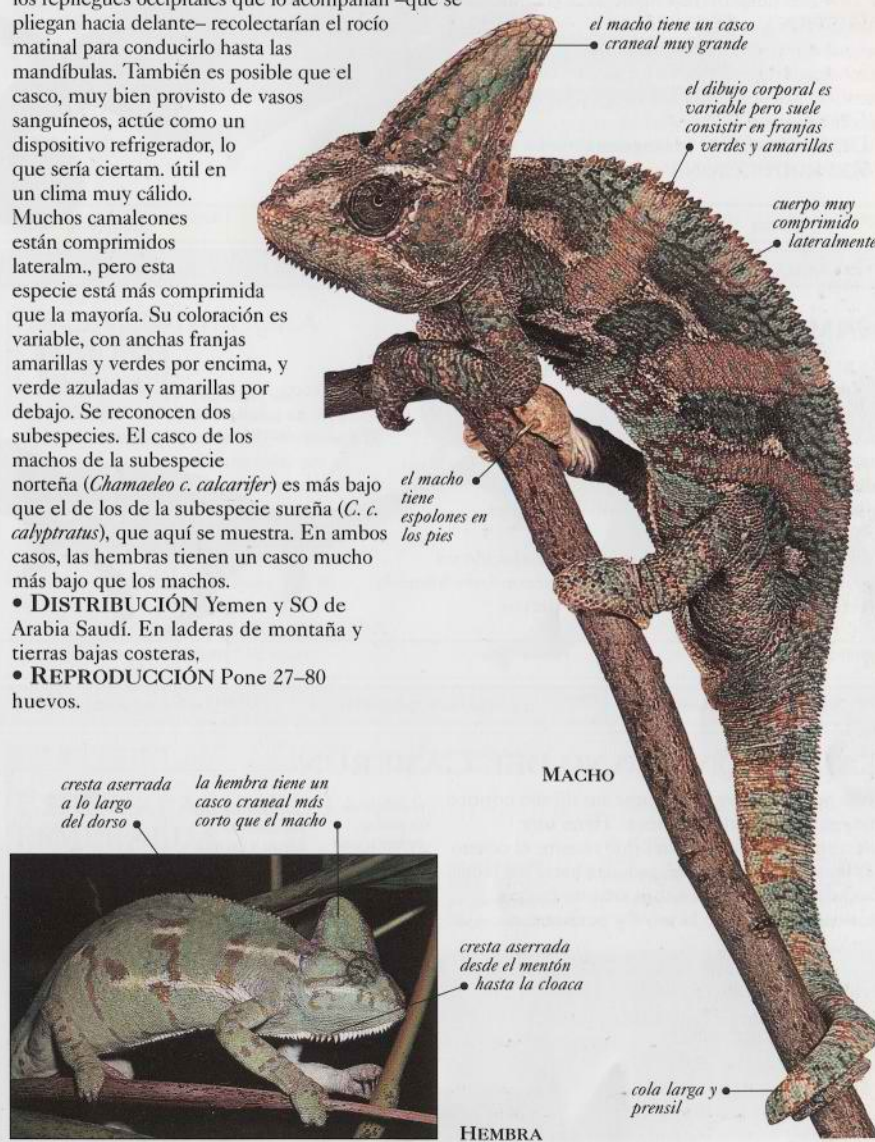 los repliegues occipitales que lo acompañan –que se
pliegan hacia delante– recolectarían el rocío
matinal para conducirlo hasta las
mandíbulas. También es posible que el
casco, muy bien provisto de vasos
sanguíneos, actúe como un
dispositivo refrigerador, lo
que sería ciertam. útil en
un clima muy cálido.
Muchos camaleones
están comprimidos
lateralm., pero esta
especie está más comprimida
que la mayoría. Su coloración es
variable, con anchas franjas
amarillas y verdes por encima, y
verde azuladas y amarillas por
debajo. Se reconocen dos
subespecies. El casco de los
machos de la subespecie
norteña (Chamaeleo c. calcarifer) es más bajo
que el de los de la subespecie sureña (C. c.
calyptratus), que aquí se muestra. En ambos
casos, las hembras tienen un casco mucho
más bajo que los machos.
• DISTRIBUCIÓN Yemen y SO de
Arabia Saudí. En laderas de montaña y
tierras bajas costeras.
• REPRODUCCIÓN Pone 27–80
huevos.
el macho tiene un casco
craneal muy grande
el dibujo corporal es
variable pero suele
consistir en franjas
verdes y amarillas
cuerpo muy
comprimido
lateralmente
el macho
tiene
espolones en
los pies
MACHO
cresta aserrada
a lo largo
del dorso
la hembra tiene un
casco craneal más
corto que el macho
cresta aserrada
desde el mentón
hasta la cloaca
cola larga y
prensil
HEMBRA